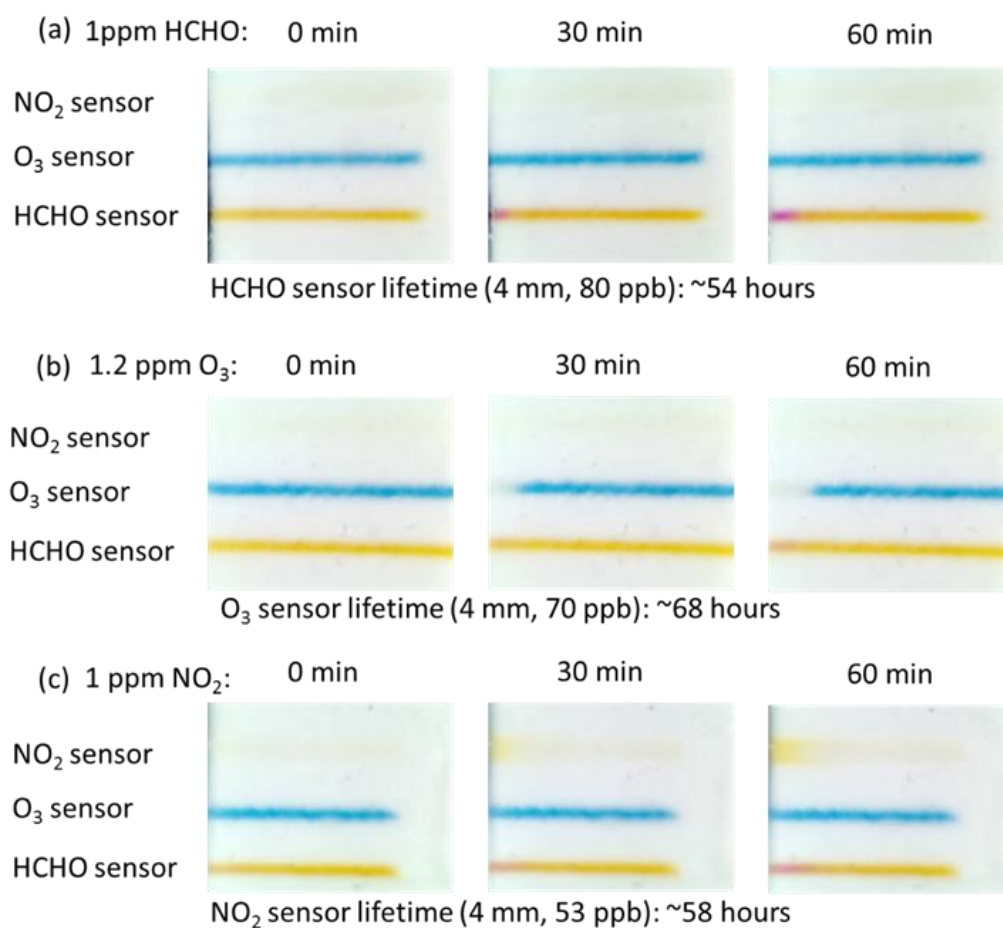 (a) 1ppm HCHO: 0 min 30 min 60 min
NO₂ sensor
O₃ sensor
HCHO sensor
HCHO sensor lifetime (4 mm, 80 ppb): ~54 hours
(b) 1.2 ppm O₃: 0 min 30 min 60 min
NO₂ sensor
O₃ sensor
HCHO sensor
O₃ sensor lifetime (4 mm, 70 ppb): ~68 hours
(c) 1 ppm NO₂: 0 min 30 min 60 min
NO₂ sensor
O₃ sensor
HCHO sensor
NO₂ sensor lifetime (4 mm, 53 ppb): ~58 hours